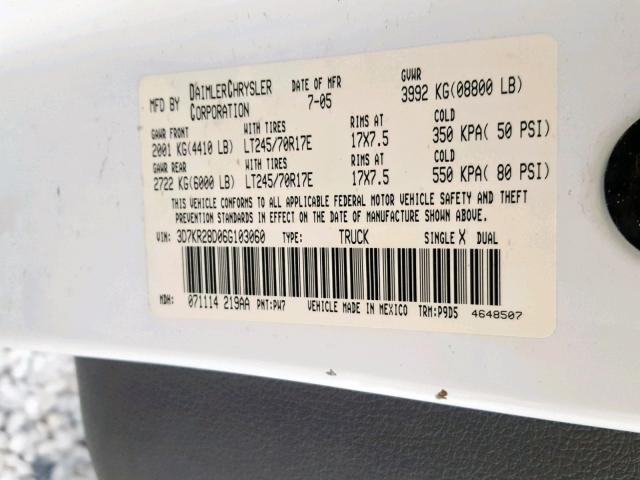 MFD BY DAIMLERCHRYSLER CORPORATION DATE OF MFR 7-05 GVWR 3992 KG(08800 LB)
GAWR FRONT WITH TIRES RIMS AT COLD
2001 KG(4410 LB) LT245/70R17E 17X7.5 350 KPA( 50 PSI)
GAWR REAR WITH TIRES RIMS AT COLD
2722 KG(6000 LB) LT245/70R17E 17X7.5 550 KPA( 80 PSI)
THIS VEHICLE CONFORMS TO ALL APPLICABLE FEDERAL MOTOR VEHICLE SAFETY AND THEFT
PREVENTION STANDARDS IN EFFECT ON THE DATE OF MANUFACTURE SHOWN ABOVE.
VIN: 3D7KR28D06G103060 TYPE: TRUCK SINGLE X DUAL
MDH: 071114 219AA PNT:PW7 VEHICLE MADE IN MEXICO TRM:P9D5 4648507